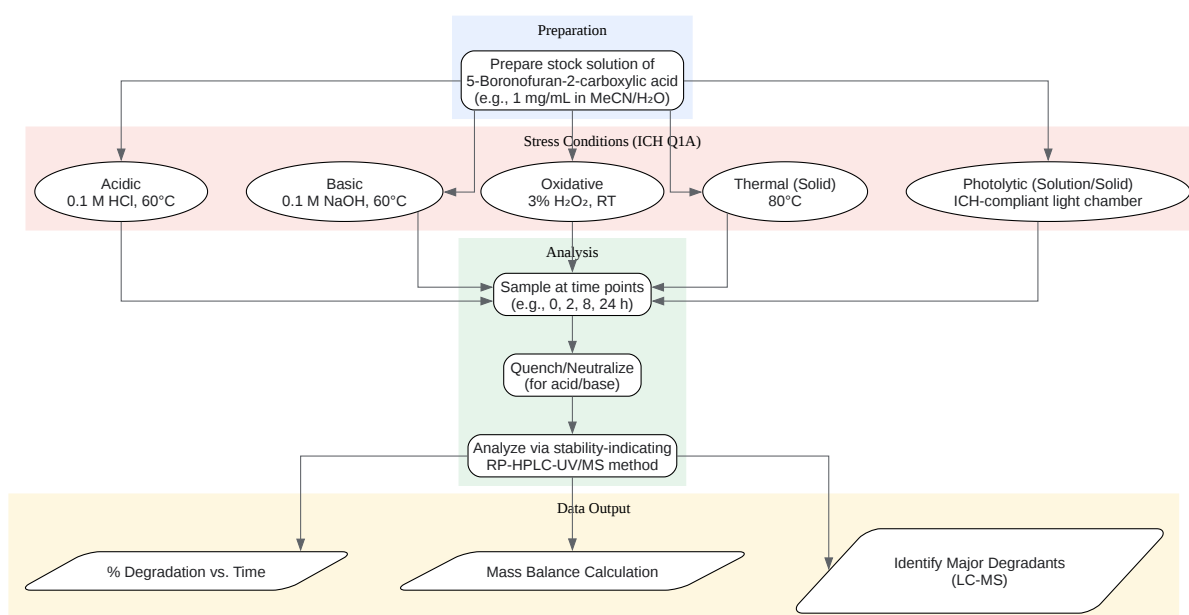 Preparation
Prepare stock solution of
5-Boronofuran-2-carboxylic acid
(e.g., 1 mg/mL in MeCN/H₂O)
Stress Conditions (ICH Q1A)
Acidic
0.1 M HCl, 60°C
Basic
0.1 M NaOH, 60°C
Oxidative
3% H₂O₂, RT
Thermal (Solid)
80°C
Photolytic (Solution/Solid)
ICH-compliant light chamber
Analysis
Sample at time points
(e.g., 0, 2, 8, 24 h)
Quench/Neutralize
(for acid/base)
Analyze via stability-indicating
RP-HPLC-UV/MS method
Data Output
% Degradation vs. Time
Mass Balance Calculation
Identify Major Degradants
(LC-MS)